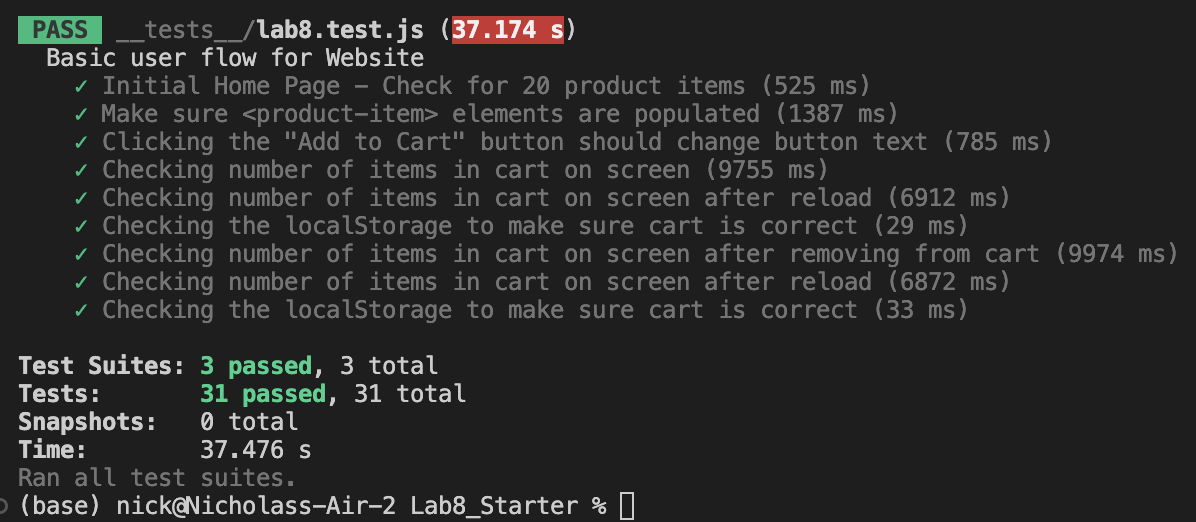 PASS __tests__/lab8.test.js (37.174 s)
Basic user flow for Website
✓ Initial Home Page – Check for 20 product items (525 ms)
✓ Make sure <product-item> elements are populated (1387 ms)
✓ Clicking the "Add to Cart" button should change button text (785 ms)
✓ Checking number of items in cart on screen (9755 ms)
✓ Checking number of items in cart on screen after reload (6912 ms)
✓ Checking the localStorage to make sure cart is correct (29 ms)
✓ Checking number of items in cart on screen after removing from cart (9974 ms)
✓ Checking number of items in cart on screen after reload (6872 ms)
✓ Checking the localStorage to make sure cart is correct (33 ms)
Test Suites: 3 passed, 3 total
Tests: 31 passed, 31 total
Snapshots: 0 total
Time: 37.476 s
Ran all test suites.
(base) nick@Nicholass-Air-2 Lab8_Starter %